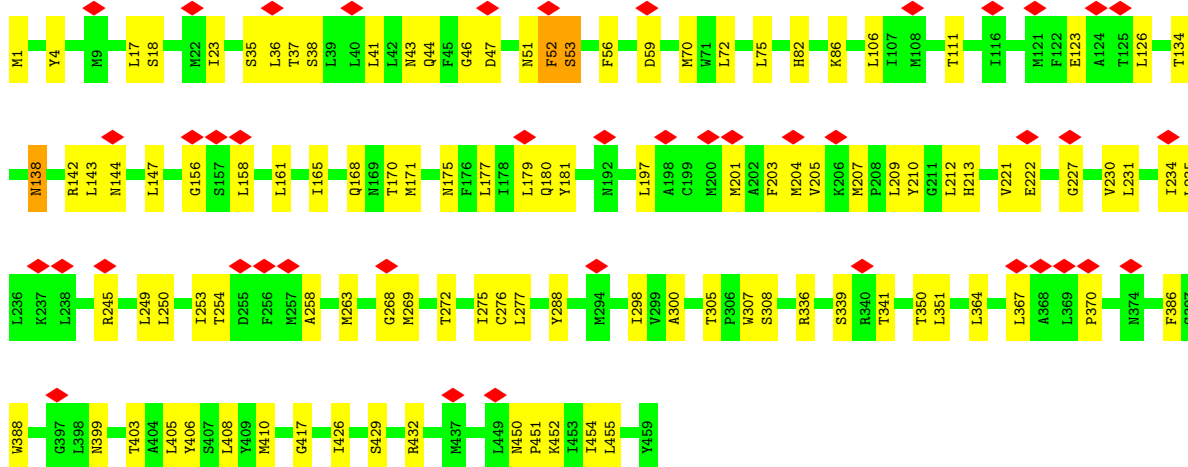 M1 Y4 M9 L17 S18 M22 I23 S35 L36 T37 S38 L39 L40 L41 L42 N43 Q44 F45 G46 D47 N51 F52 S53 F56 D59 M70 W71 L72 L75 H82 K86 L106 I107 M108 T111 I116 M121 F122 E123 A124 T125 L126 T134
N138 R142 L143 N144 L147 G156 S157 L158 L161 I165 Q168 N169 T170 M171 N175 F176 L177 I178 L179 Q180 Y181 N192 L197 A198 C199 M200 M201 A202 F203 M204 V205 K206 M207 P208 L209 Y210 G211 L212 H213 V221 E222 G227 V230 L231 I234
L236 K237 L238 R245 L249 L250 I253 T254 D255 F256 M257 A258 M263 G268 M269 T272 I275 C276 L277 Y288 M294 I298 V299 A300 T305 P306 W307 S308 R336 S339 R340 T341 T350 L351 L364 L367 A368 L369 P370 N374 F386
W388 G397 L398 N399 T403 A404 L405 Y406 S407 L408 Y409 M410 G417 I426 S429 R432 M437 L449 N450 P451 K452 I453 I454 L455 Y459